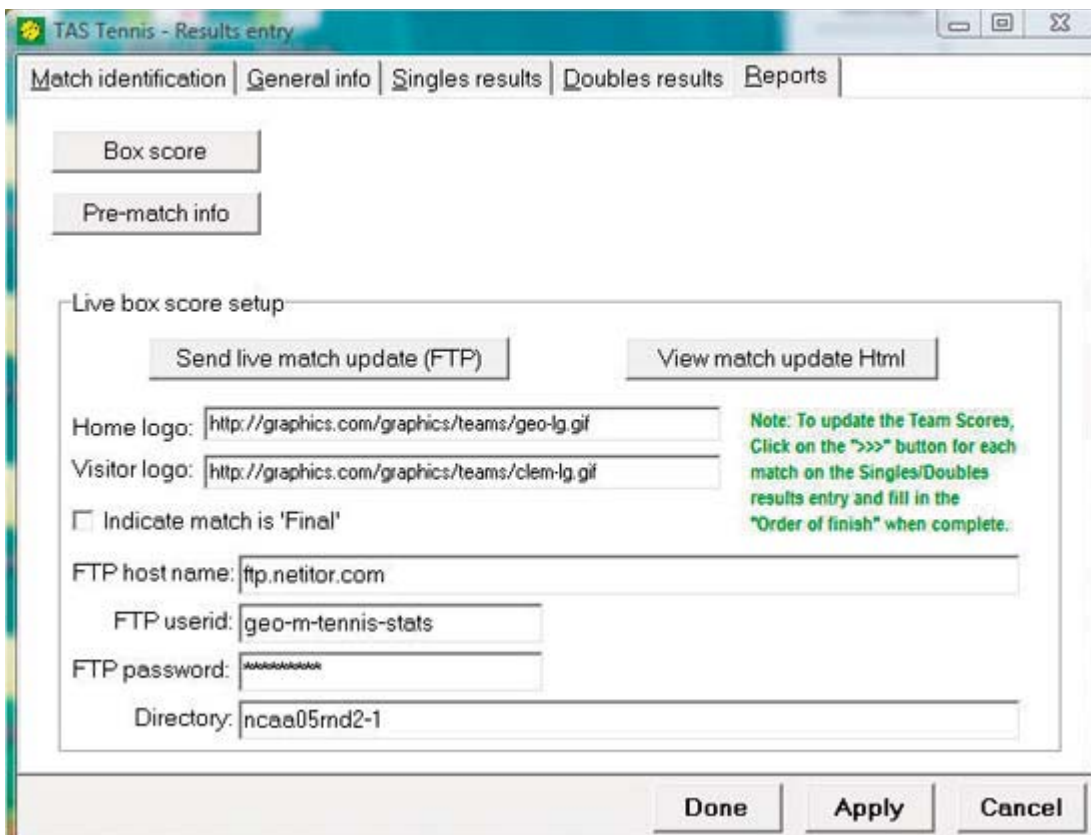 TAS Tennis - Results entry
Match identification General info Singles results Doubles results Reports
Box score
Pre-match info
Live box score setup
Send live match update (FTP) View match update Html
Home logo: http://graphics.com/graphics/teams/geo-lg.gif
Visitor logo: http://graphics.com/graphics/teams/clem-lg.gif
Note: To update the Team Scores,
Click on the ">>>" button for each
match on the Singles/Doubles
results entry and fill in the
"Order of finish" when complete.
Indicate match is 'Final'
FTP host name: ftp.netitor.com
FTP userid: geo-m-tennis-stats
FTP password: *********
Directory: ncaa05rnd2-1
Done Apply Cancel